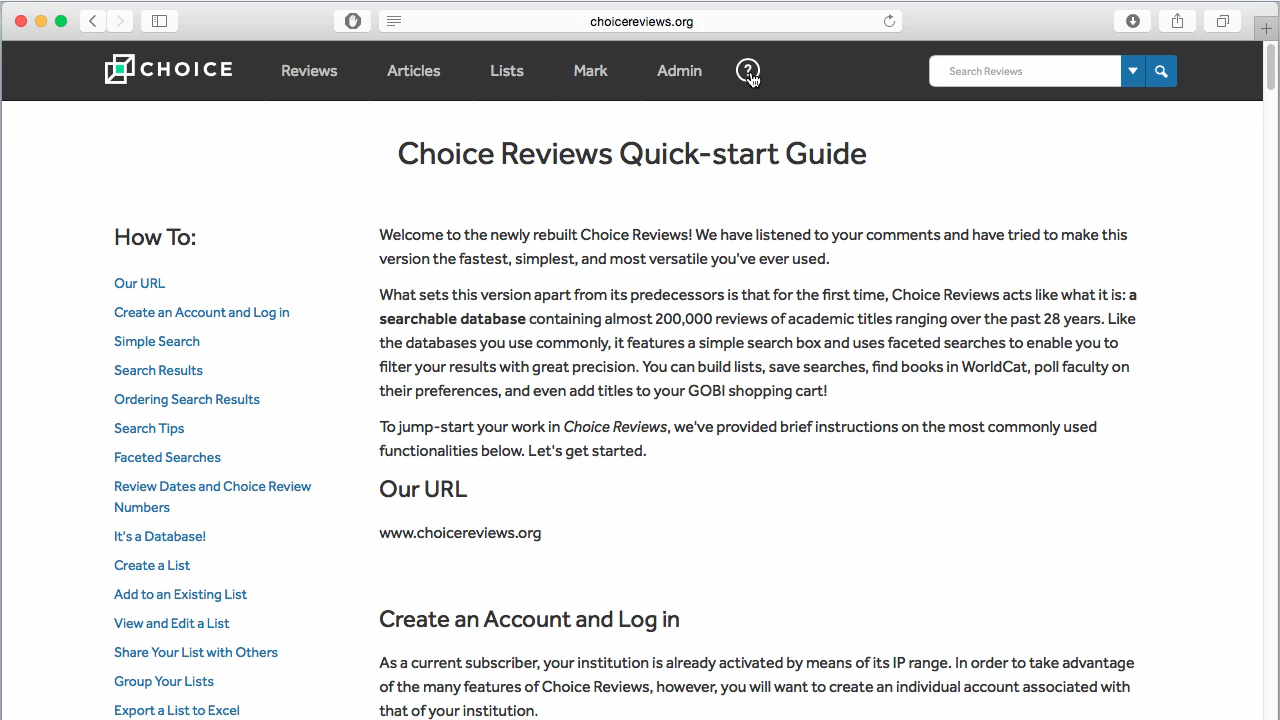 choicereviews.org
CHOICE
Reviews
Articles
Lists
Mark
Admin
?
Search Reviews
Choice Reviews Quick-start Guide
How To:
Our URL
Create an Account and Log in
Simple Search
Search Results
Ordering Search Results
Search Tips
Faceted Searches
Review Dates and Choice Review
Numbers
It's a Database!
Create a List
Add to an Existing List
View and Edit a List
Share Your List with Others
Group Your Lists
Export a List to Excel
Welcome to the newly rebuilt Choice Reviews! We have listened to your comments and have tried to make this
version the fastest, simplest, and most versatile you've ever used.
What sets this version apart from its predecessors is that for the first time, Choice Reviews acts like what it is: a
searchable database containing almost 200,000 reviews of academic titles ranging over the past 28 years. Like
the databases you use commonly, it features a simple search box and uses faceted searches to enable you to
filter your results with great precision. You can build lists, save searches, find books in WorldCat, poll faculty on
their preferences, and even add titles to your GOBI shopping cart!
To jump-start your work in Choice Reviews, we've provided brief instructions on the most commonly used
functionalities below. Let's get started.
Our URL
www.choicereviews.org
Create an Account and Log in
As a current subscriber, your institution is already activated by means of its IP range. In order to take advantage
of the many features of Choice Reviews, however, you will want to create an individual account associated with
that of your institution.